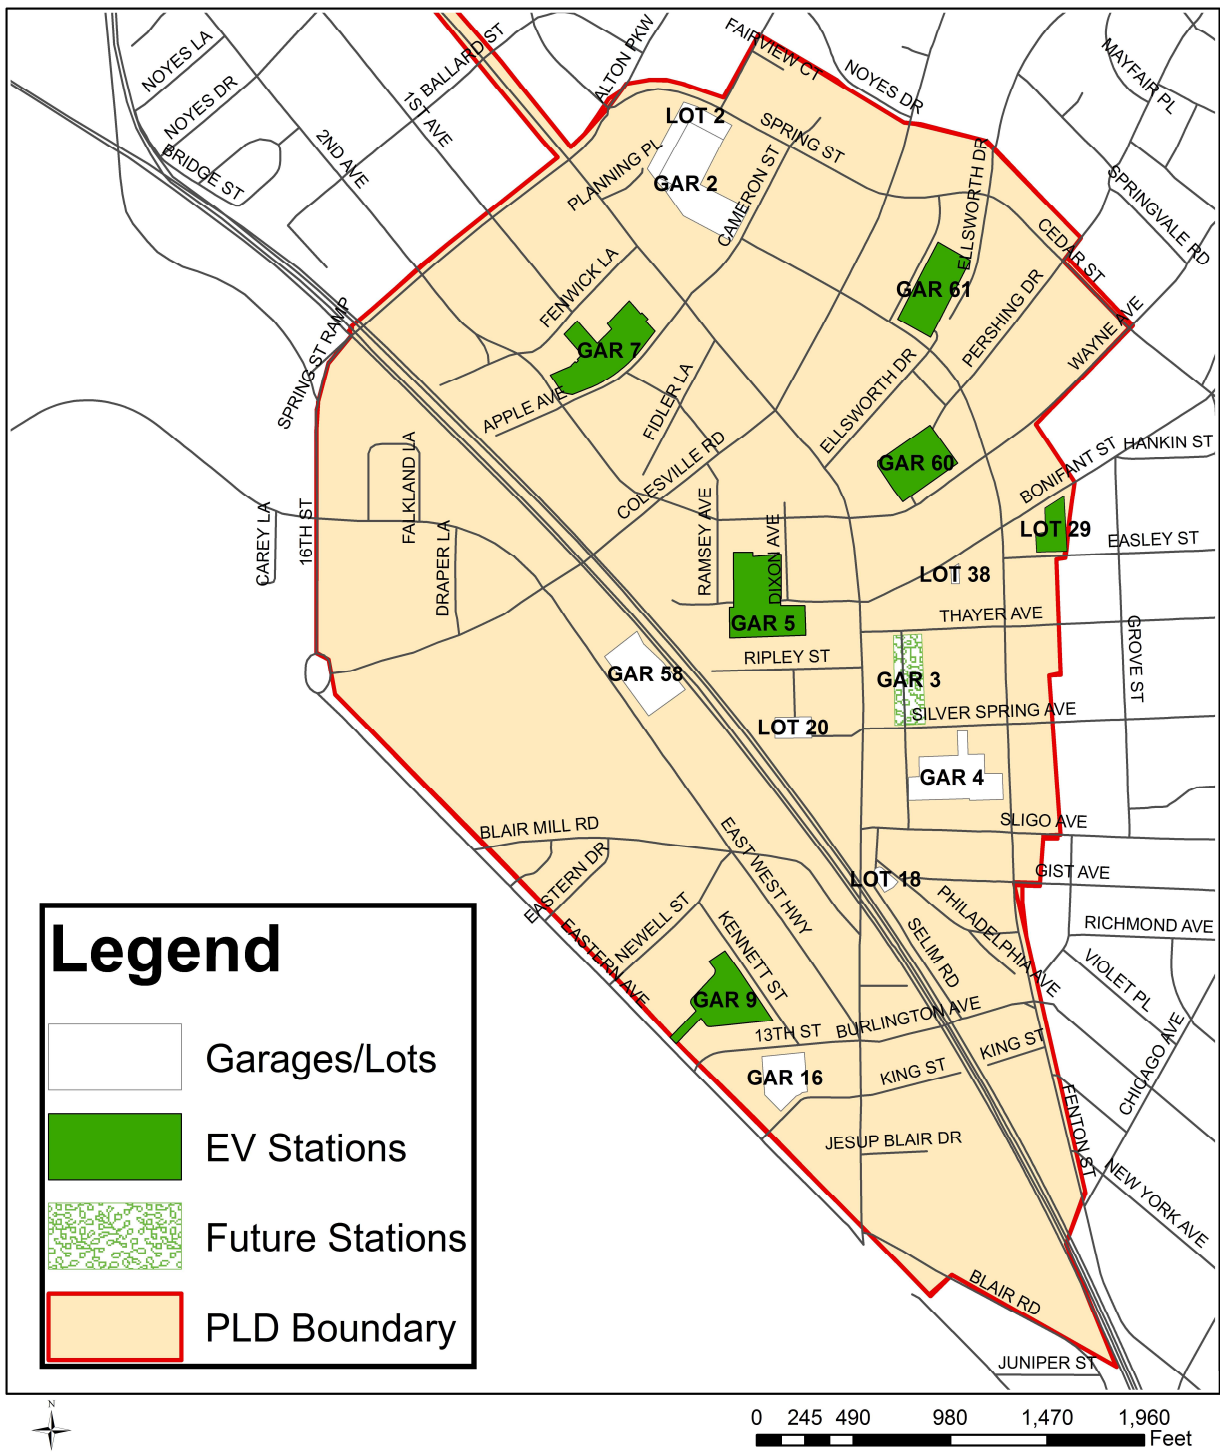 NOYES LA
NOYES DR
BRIDGE ST
2ND AVE
1ST AVE
BALLARD ST
ALTON PKW
FAIRVIEW CT
NOYES DR
MAYFAIR PL
SPRINGVALE RD
LOT 2
SPRING ST
PLANNING PL
GAR 2
CAMERON ST
ELLSWORTH DR
CEDAR ST
FENWICK LA
GAR 61
PERSHING DR
WAYNE AVE
SPRING ST RAMP
GAR 7
APPLE AVE
FIDLER LA
ELLSWORTH DR
COLESVILLE RD
GAR 60
BONIFANT ST
HANKIN ST
FALKLAND LA
16TH ST
CAREY LA
DRAPER LA
RAMSEY AVE
DIXON AVE
LOT 29
EASLEY ST
LOT 38
THAYER AVE
GAR 5
GROVE ST
RIPLEY ST
GAR 58
GAR 3
SILVER SPRING AVE
LOT 20
GAR 4
BLAIR MILL RD
EAST WEST HWY
SLIGO AVE
EASTERN DR
LOT 18
GIST AVE
NEWELL ST
KENNETT ST
SELIM RD
PHILADELPHIA AVE
RICHMOND AVE
EASTERN AVE
VIOLET PL
GAR 9
13TH ST
BURLINGTON AVE
KING ST
GAR 16
KING ST
CHICAGO AVE
FENTON ST
JESUP BLAIR DR
NEW YORK AVE
BLAIR RD
JUNIPER ST
Legend
Garages/Lots
EV Stations
Future Stations
PLD Boundary
N
0 245 490 980 1,470 1,960
Feet